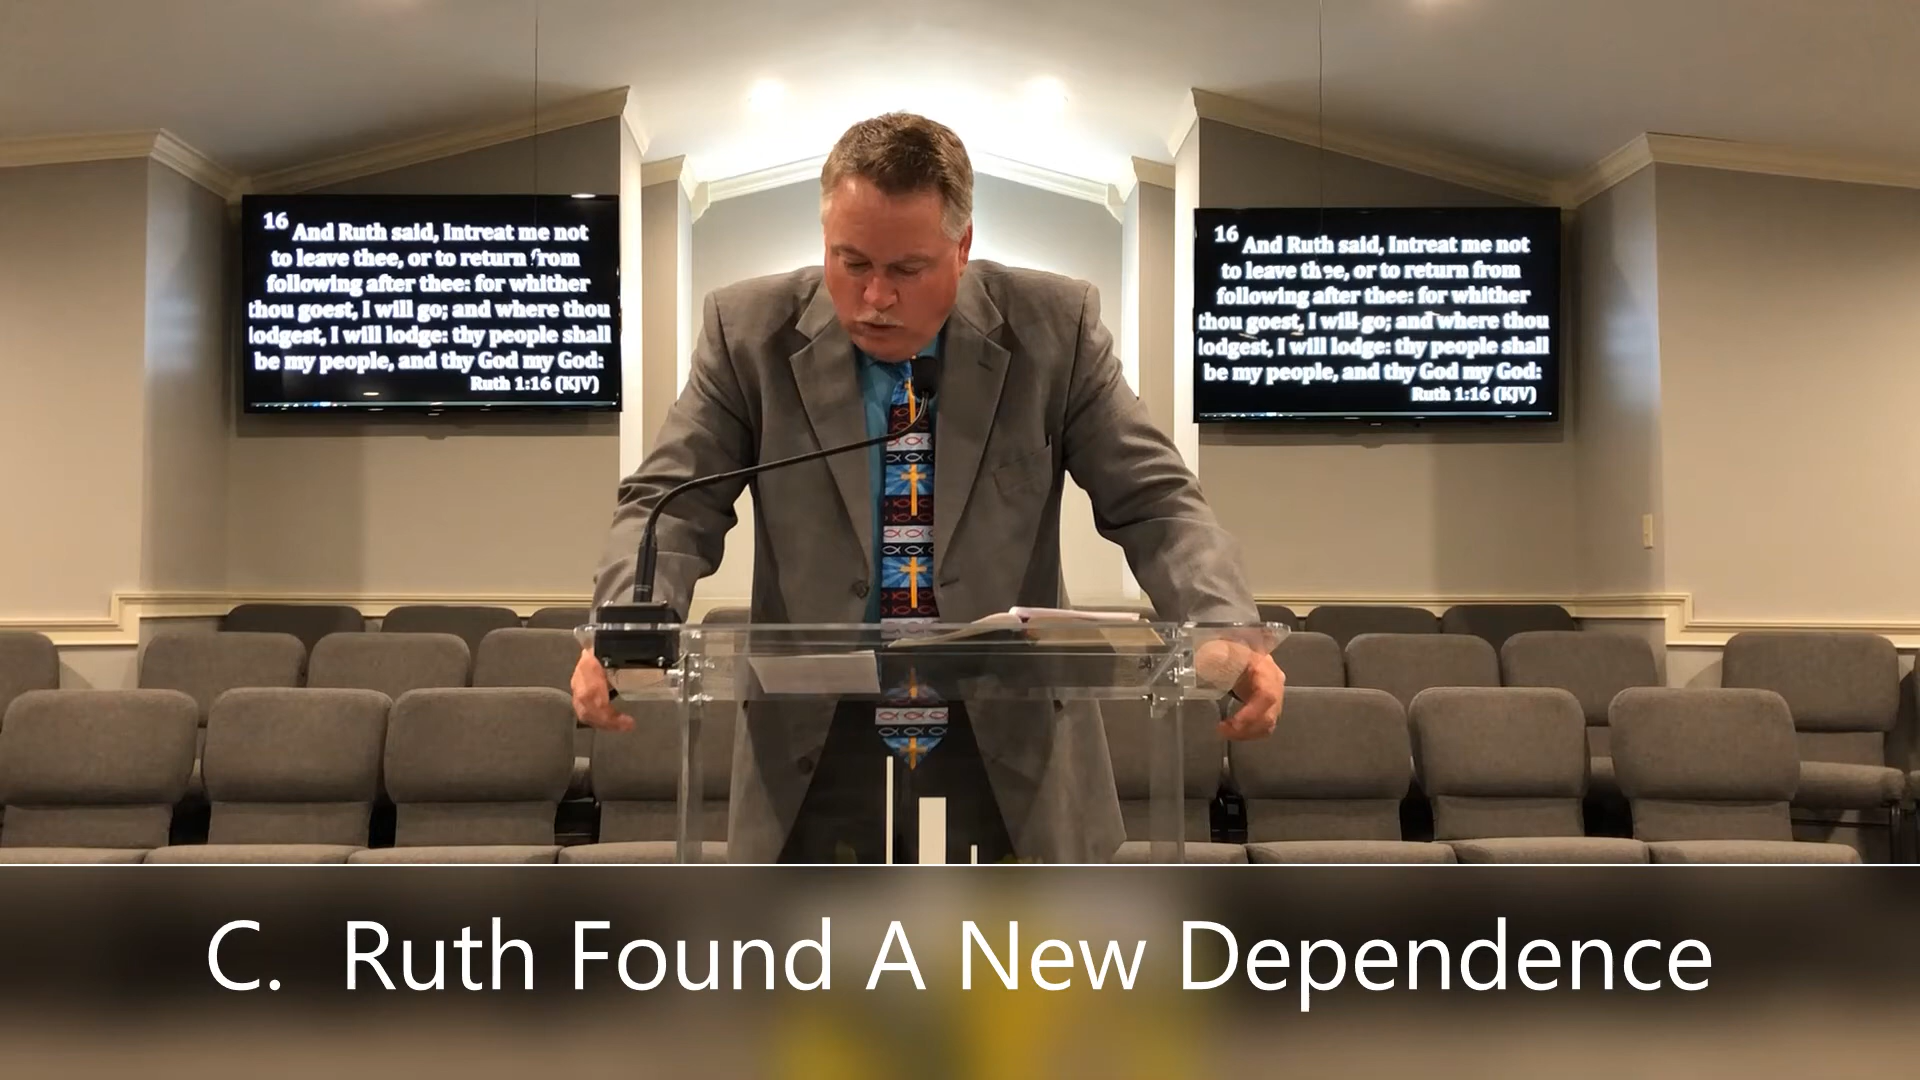 16 And Ruth said, Intreat me not
to leave thee, or to return from
following after thee: for whither
thou goest, I will go; and where thou
lodgest, I will lodge: thy people shall
be my people, and thy God my God:
Ruth 1:16 (KJV)
16 And Ruth said, Intreat me not
to leave thee, or to return from
following after thee: for whither
thou goest, I will go; and where thou
lodgest, I will lodge: thy people shall
be my people, and thy God my God:
Ruth 1:16 (KJV)
C. Ruth Found A New Dependence